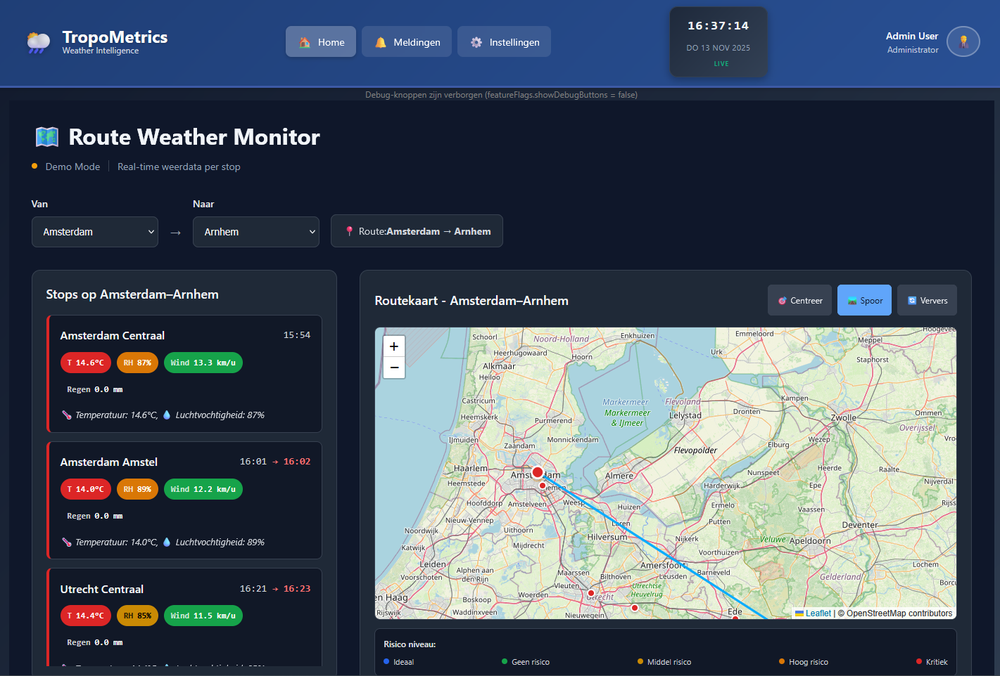 TropoMetrics
Weather Intelligence
Home
Meldingen
Instellingen
16:37:14
DO 13 NOV 2025
LIVE
Admin User
Administrator
Debug-knoppen zijn verborgen (featureFlags.showDebugButtons = false)
Route Weather Monitor
Demo Mode
Real-time weerdata per stop
Van
Naar
Amsterdam
→
Arnhem
Route:Amsterdam → Arnhem
Stops op Amsterdam–Arnhem
Amsterdam Centraal 15:54
T 14.6°C RH 87% Wind 13.3 km/u
Regen 0.0 mm
Temperatuur: 14.6°C, Luchtvochtigheid: 87%
Amsterdam Amstel 16:01 → 16:02
T 14.0°C RH 89% Wind 12.2 km/u
Regen 0.0 mm
Temperatuur: 14.0°C, Luchtvochtigheid: 89%
Utrecht Centraal 16:21 → 16:23
T 14.4°C RH 85% Wind 11.5 km/u
Regen 0.0 mm
Routekaart - Amsterdam–Arnhem
Centreer
Spoor
Ververs
+
−
Schoorl
Noord-Holland
Enkhuizen
Emmeloord
Hoogeve
Meppel
Heerhugowaard
Hoorn
Urk
Staphorst
Alkmaar
Heiloo
Castricum
Markermeer
Flevoland
Kampen
Markermeer
& IJmeer
Lelystad
Dronten
Zwolle
Ommen
Heemskerk
Purmerend
Overijssel
IJmuiden
Monnickendam
Wezep
Vro
Zaandam
Flevopolder
Elburg
Haarlem
Heerde
Raalte
Amst
dam
Almere
Nunspeet
Heemstede
emen
Harderwijk
Epe
Nijverdal
Hoofddorp
Amstelveen
Weesp
Huizen
Ermelo
Vaassen
Rijss
Nieuw-Vennep
Laren
Putten
Deventer
Noordwijk
Uithoorn
Hilversum
Nijkerk
Veluwe
Apeldoorn
Katwijk
Mijdrecht
Voorthuizen
Leiden
Amersfoort
Lochem
Voorschoten
Alphen aan
den Rijn
Maarssen
Bilthoven
Leusden
Barneveld
Gelderland
Vleuten
Utrechtse
Heuvelrug
Borcu
en Haag
Boskoop
Woerden
Utrecht
Rijswijk
Waddinxveen
Nieuwegein
Ede
Leaflet | © OpenStreetMap contributors
Risico niveau:
Ideaal
Geen risico
Middel risico
Hoog risico
Kritiek